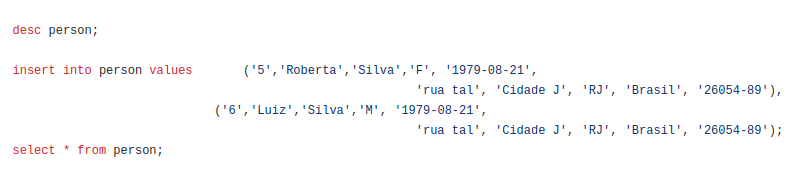 desc person;
insert into person values ('5','Roberta','Silva','F', '1979-08-21',
'rua tal', 'Cidade J', 'RJ', 'Brasil', '26054-89'),
('6','Luiz','Silva','M', '1979-08-21',
'rua tal', 'Cidade J', 'RJ', 'Brasil', '26054-89');
select * from person;